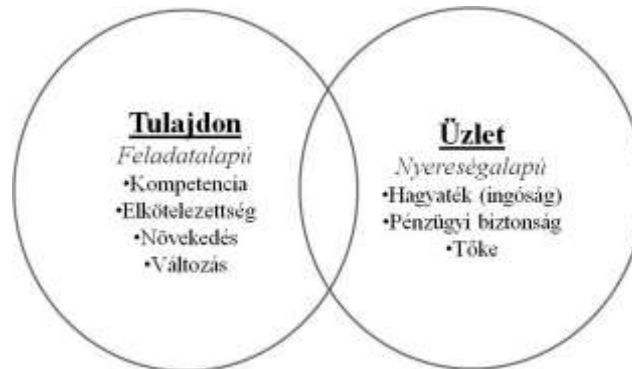 Tulajdon
Feladatalapú
•Kompetencia
•Elkötelezettség
•Növekedés
•Változás
Üzlet
Nyereségalapú
•Hagyaték (ingóság)
•Pénzügyi biztonság
•Tőke